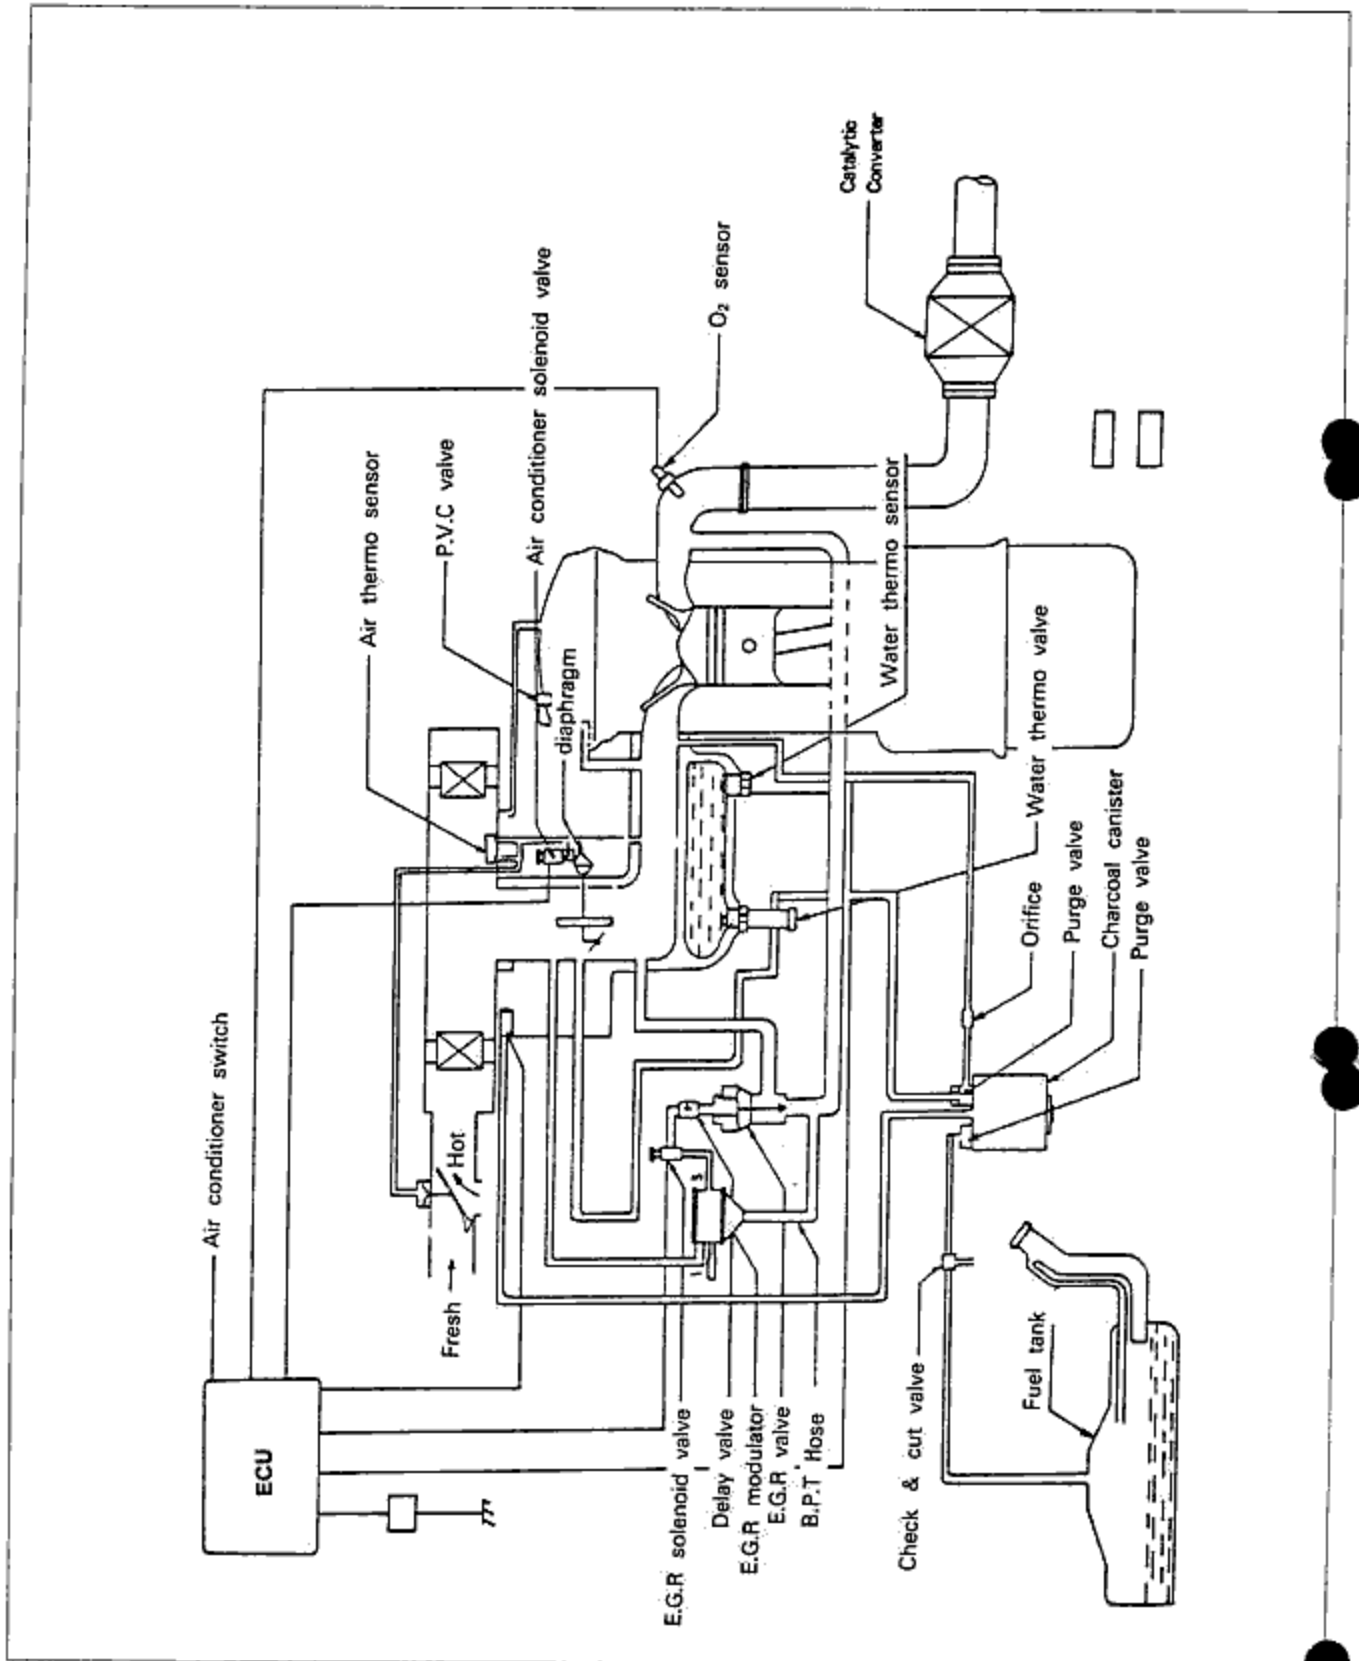 Air conditioner switch
ECU
Fresh
Hot
Air thermo sensor
P.V.C valve
Air conditioner solenoid valve
diaphragm
O2 sensor
Catalytic
Converter
Water thermo sensor
Water thermo valve
Orifice
Purge valve
Charcoal canister
Purge valve
E.G.R solenoid valve
Delay valve
E.G.R modulator
E.G.R valve
B.P.T Hose
Check & cut valve
Fuel tank